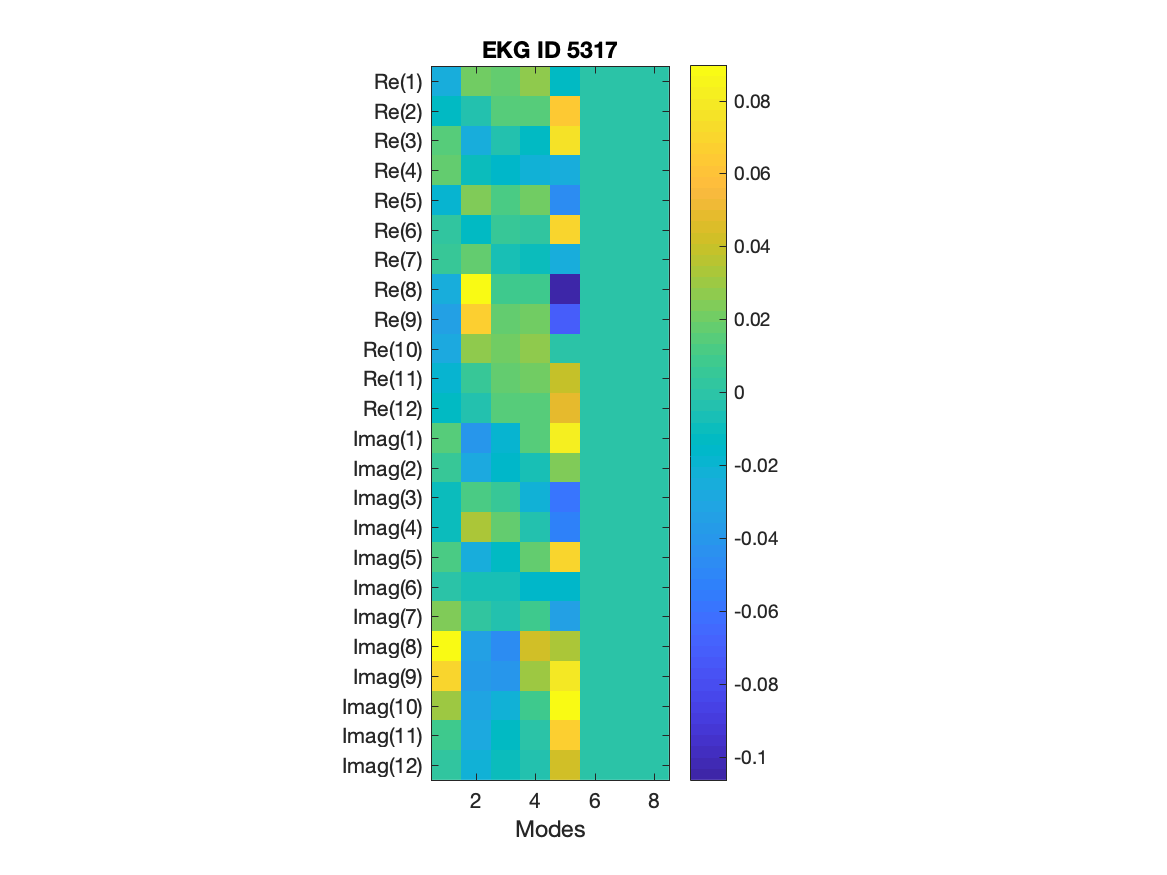 EKG ID 5317
Re(1)
Re(2)
Re(3)
Re(4)
Re(5)
Re(6)
Re(7)
Re(8)
Re(9)
Re(10)
Re(11)
Re(12)
Imag(1)
Imag(2)
Imag(3)
Imag(4)
Imag(5)
Imag(6)
Imag(7)
Imag(8)
Imag(9)
Imag(10)
Imag(11)
Imag(12)
2 4 6 8
Modes
0.08
0.06
0.04
0.02
0
-0.02
-0.04
-0.06
-0.08
-0.1